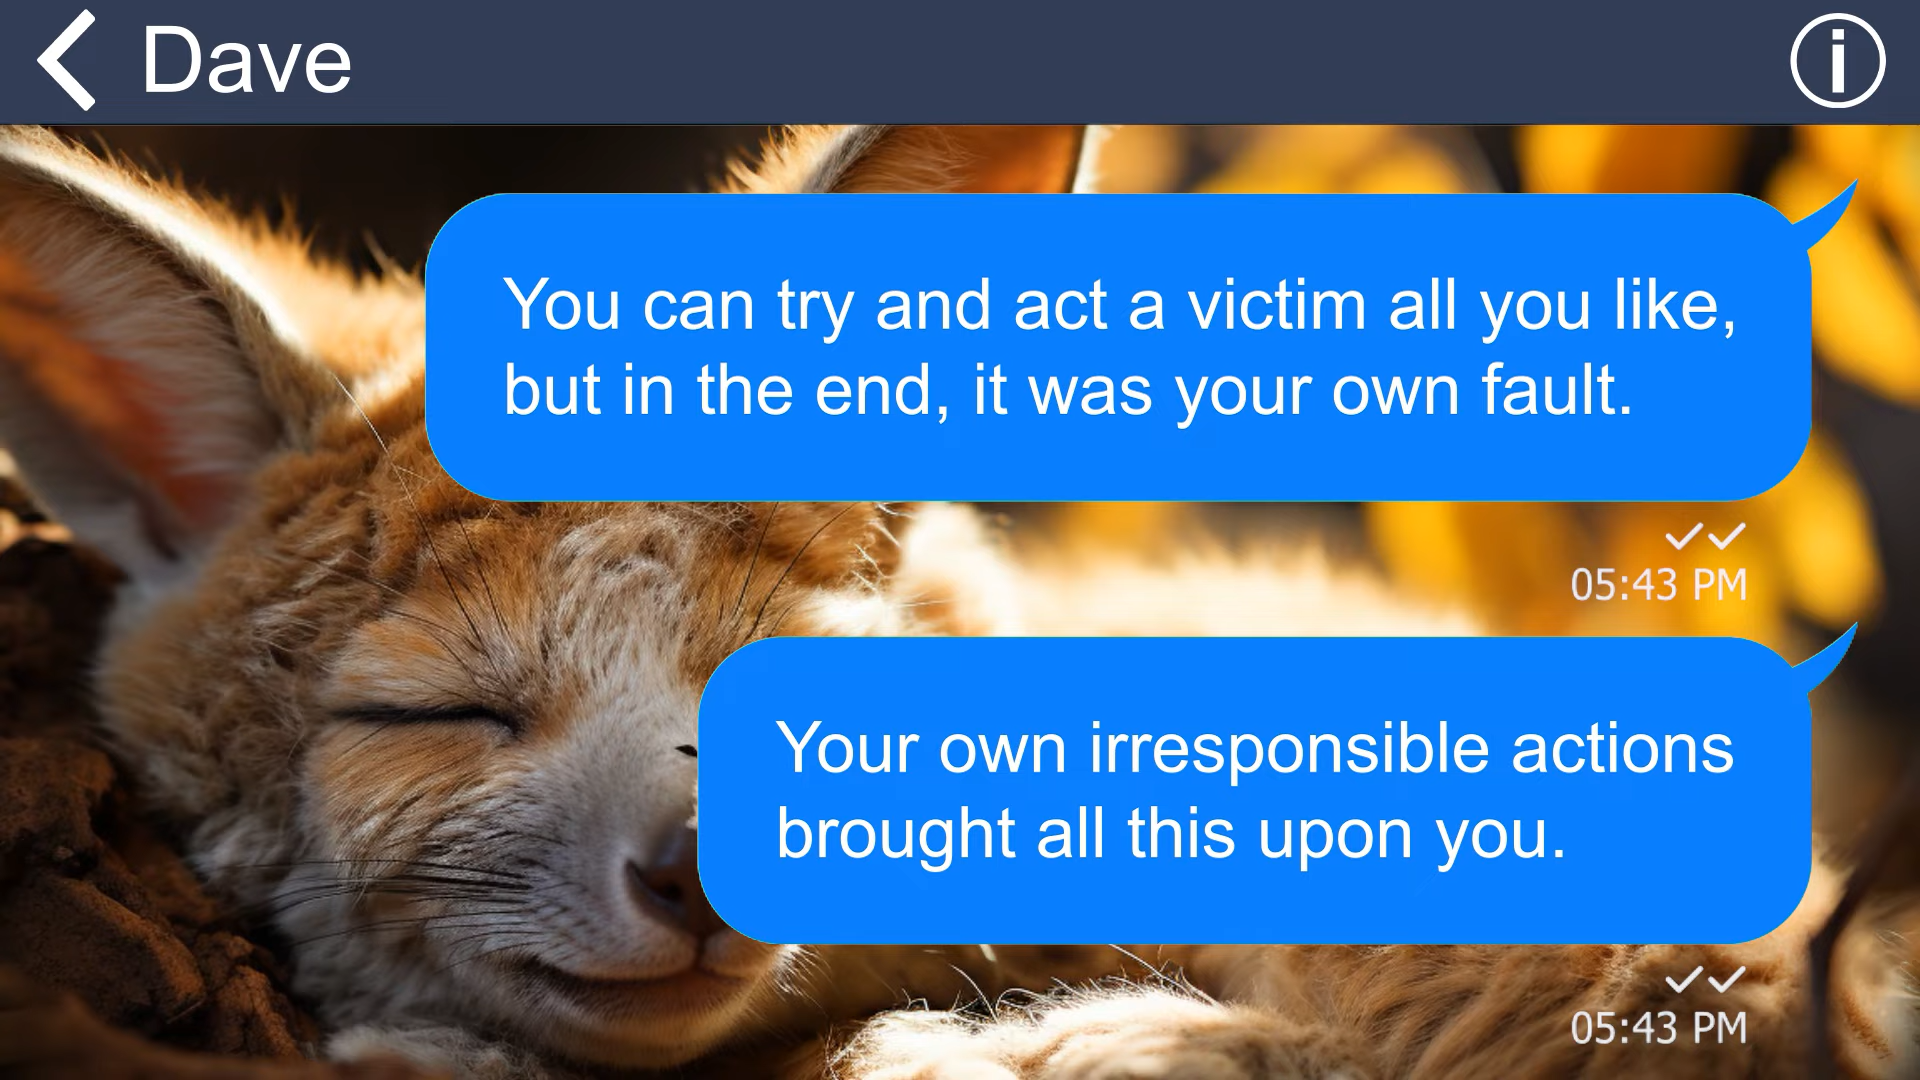 Dave
You can try and act a victim all you like,
but in the end, it was your own fault.
05:43 PM
Your own irresponsible actions
brought all this upon you.
05:43 PM